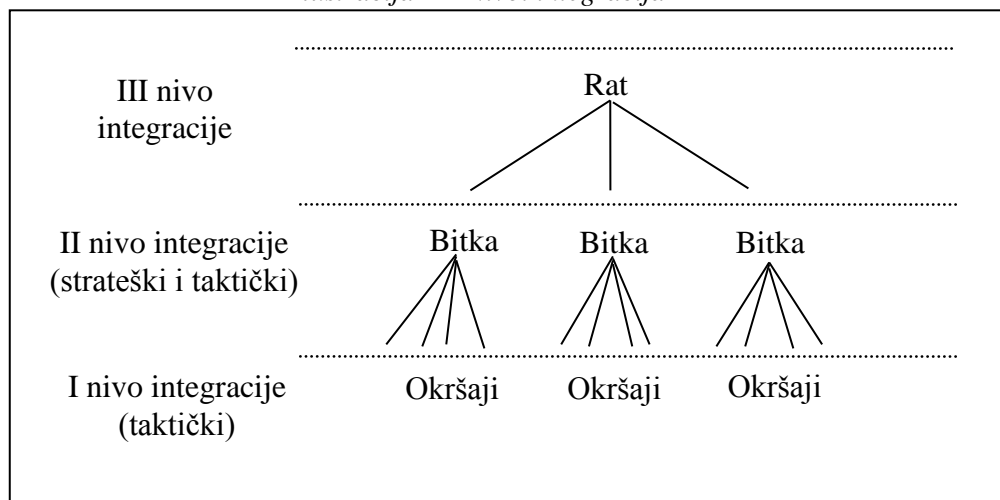 Rat
III nivo
integracije
II nivo integracije
(strateški i taktički)
Bitka Bitka Bitka
I nivo integracije
(taktički)
Okršaji Okršaji Okršaji